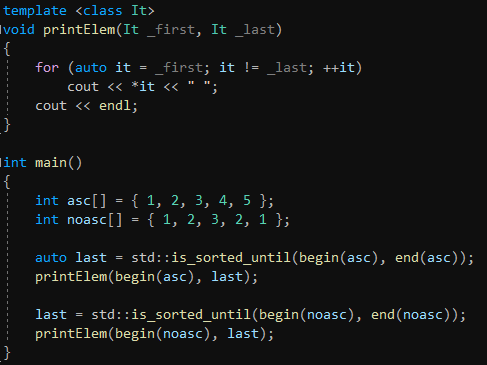 template <class It>
void printElem(It _first, It _last)
{
    for (auto it = _first; it != _last; ++it)
        cout << *it << " ";
    cout << endl;
}

int main()
{
    int asc[] = { 1, 2, 3, 4, 5 };
    int noasc[] = { 1, 2, 3, 2, 1 };

    auto last = std::is_sorted_until(begin(asc), end(asc));
    printElem(begin(asc), last);

    last = std::is_sorted_until(begin(noasc), end(noasc));
    printElem(begin(noasc), last);
}